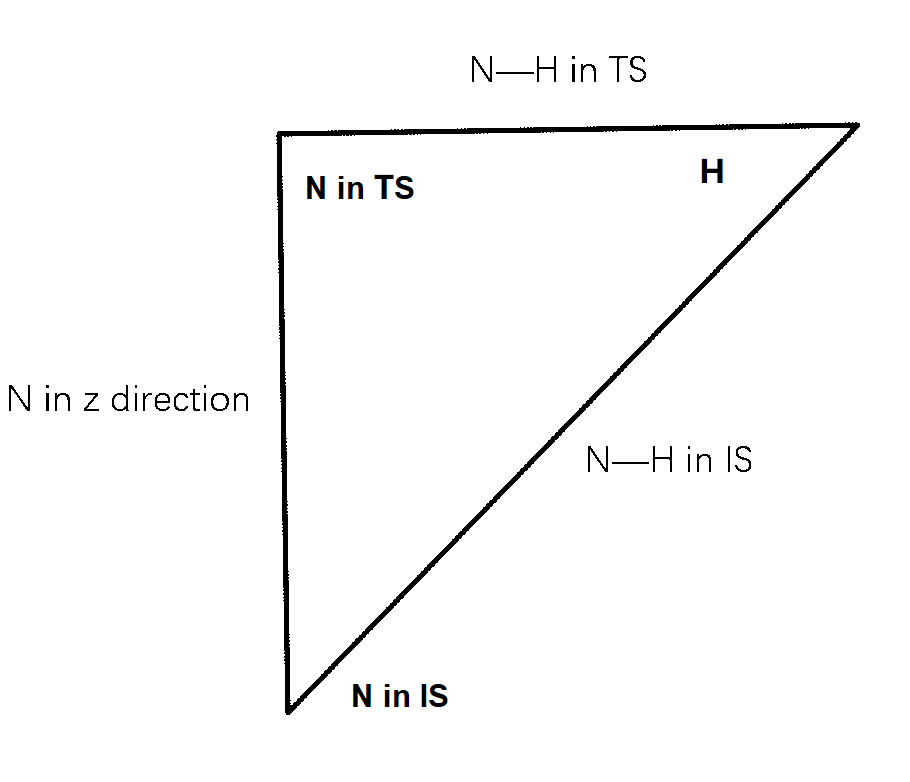 N—H in TS
N in TS
H
N in z direction
N—H in IS
N in IS